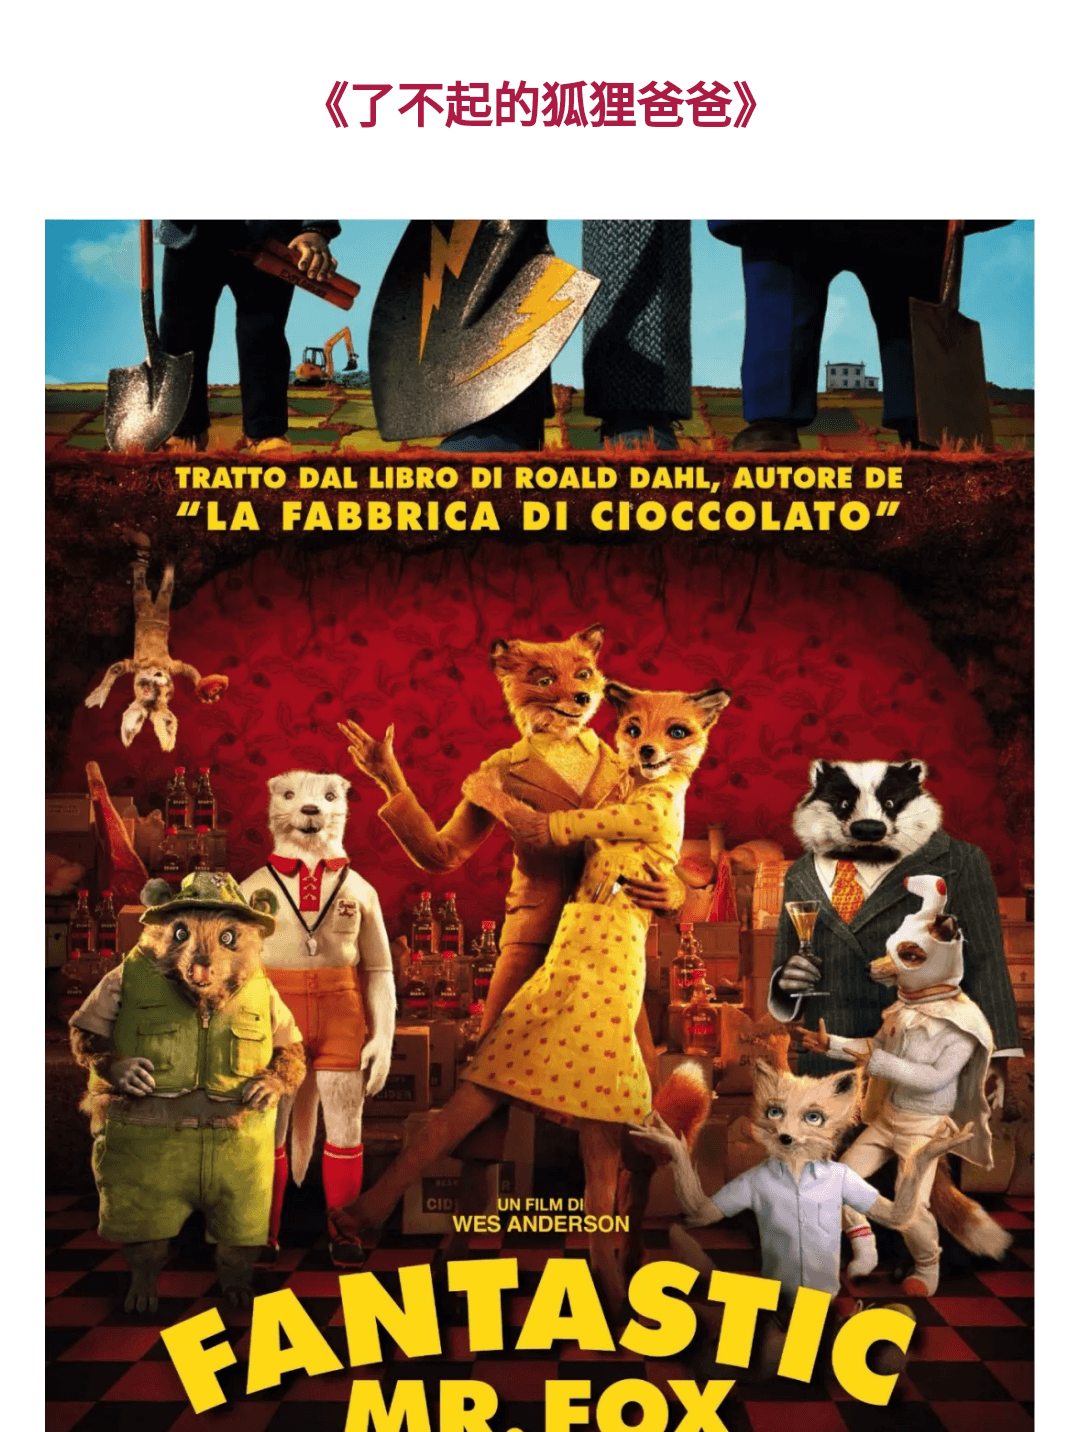 《了不起的狐狸爸爸》
TRATTO DAL LIBRO DI ROALD DAHL, AUTORE DE
“LA FABBRICA DI CIOCCOLATO”
UN FILM DI
WES ANDERSON
FANTASTIC
MR. FOX